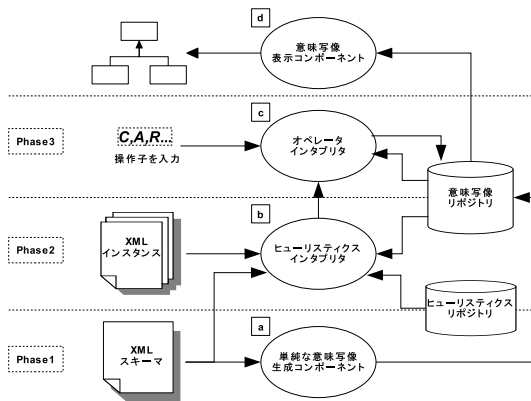 d
意味写像
表示コンポーネント
c
Phase3
C,A,R...
操作子を入力
オペレータ
インタプリタ
意味写像
リポジトリ
b
Phase2
XML
インスタンス
ヒューリスティクス
インタプリタ
ヒューリスティクス
リポジトリ
a
Phase1
XML
スキーマ
単純な意味写像
生成コンポーネント